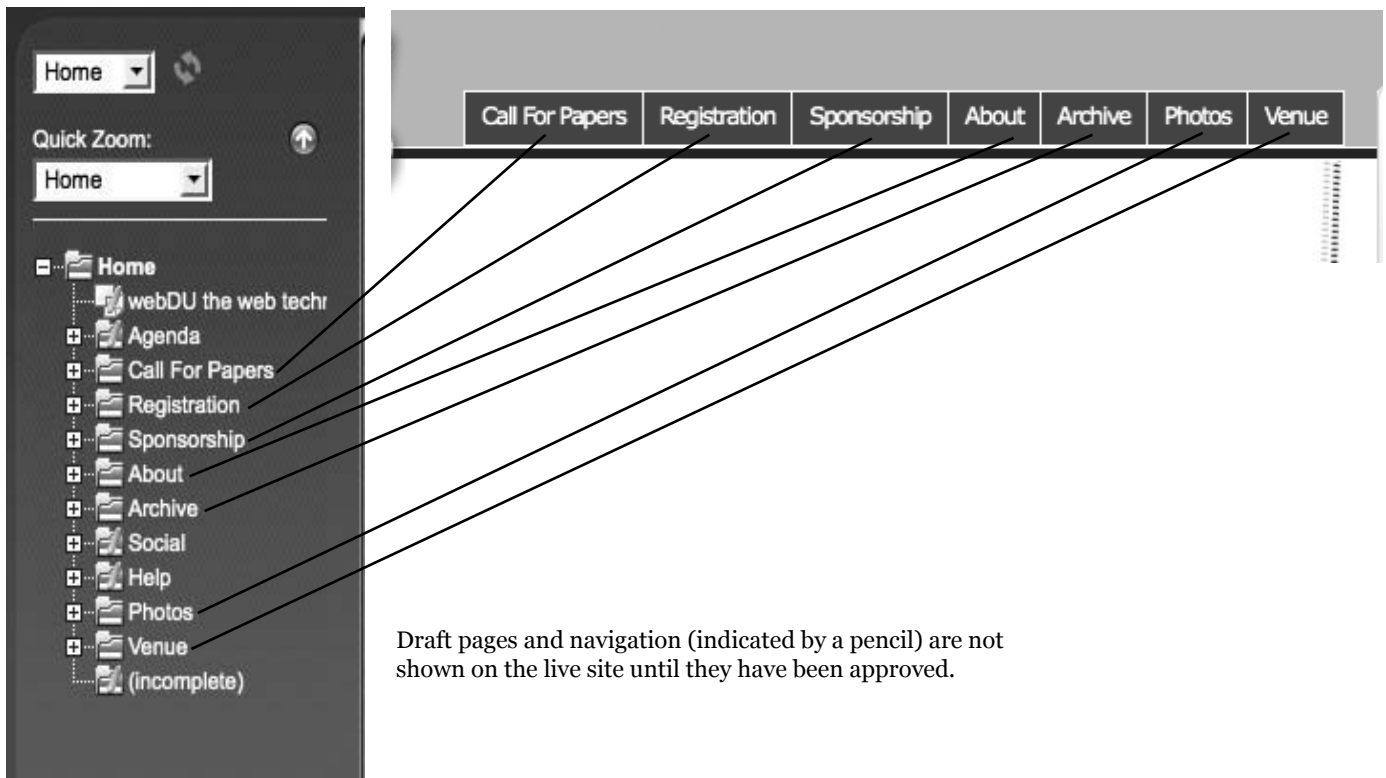 Home
Quick Zoom:
Home
Home
webDU the web techr
Agenda
Call For Papers
Registration
Sponsorship
About
Archive
Social
Help
Photos
Venue
(incomplete)
Call For Papers Registration Sponsorship About Archive Photos Venue
Draft pages and navigation (indicated by a pencil) are not
shown on the live site until they have been approved.